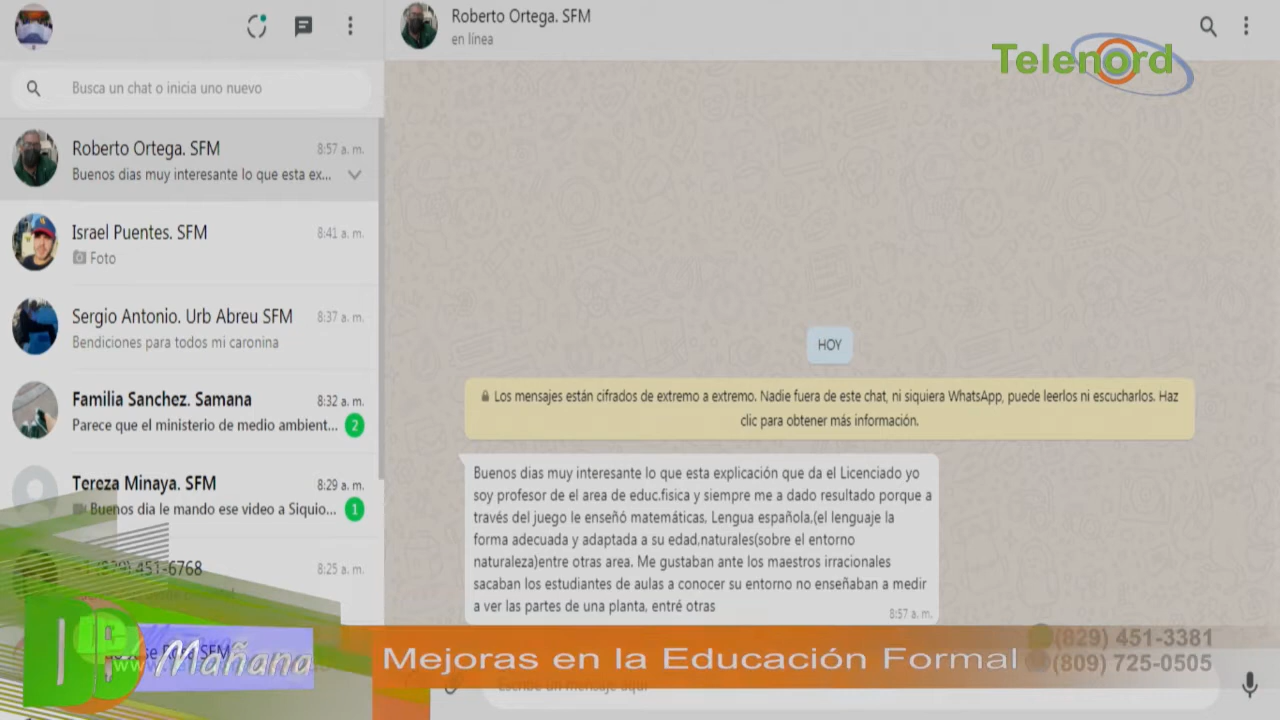 Roberto Ortega. SFM
en línea
Telenord
Busca un chat o inicia uno nuevo
Roberto Ortega. SFM
8:57 a. m.
Buenos dias muy interesante lo que esta ex...
Israel Puentes. SFM
8:41 a. m.
Foto
Sergio Antonio. Urb Abreu SFM
8:37 a. m.
Bendiciones para todos mi caronina
Familia Sanchez. Samana
8:32 a. m.
Parece que el ministerio de medio ambient...
2
Tereza Minaya. SFM
8:29 a. m.
Buenos dia le mando ese video a Siquio...
1
(829) 451-6768
8:25 a. m.
HOY
Los mensajes están cifrados de extremo a extremo. Nadie fuera de este chat, ni siquiera WhatsApp, puede leerlos ni escucharlos. Haz
clic para obtener más información.
Buenos dias muy interesante lo que esta explicación que da el Licenciado yo
soy profesor de el area de educ.fisica y siempre me a dado resultado porque a
través del juego le enseñó matemáticas, Lengua española,(el lenguaje la
forma adecuada y adaptada a su edad,naturales(sobre el entorno
naturaleza)entre otras area. Me gustaban ante los maestros irracionales
sacaban los estudiantes de aulas a conocer su entorno no enseñaban a medir
a ver las partes de una planta, entré otras
8:57 a. m.
Mañana
Mejoras en la Educación Formal
(829) 451-3381
(809) 725-0505
Escribe un mensaje aquí